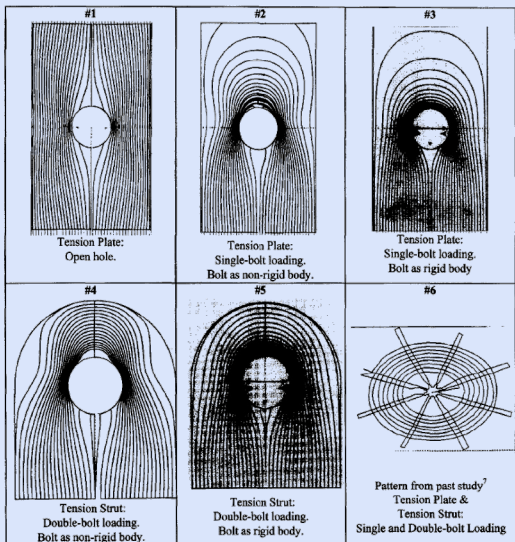 #1
#2
#3
Tension Plate:
Open hole.
Tension Plate:
Single-bolt loading.
Bolt as non-rigid body.
Tension Plate:
Single-bolt loading.
Bolt as rigid body
#4
#5
#6
Tension Strut:
Double-bolt loading.
Bolt as non-rigid body.
Tension Strut:
Double-bolt loading.
Bolt as rigid body.
Pattern from past study⁷
Tension Plate &
Tension Strut:
Single and Double-bolt Loading